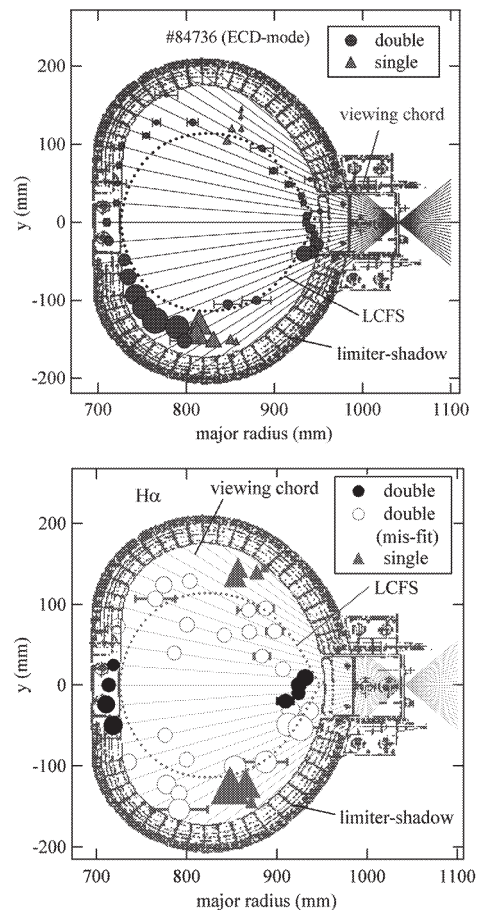 #84736 (ECD-mode)
double
single
viewing chord
LCFS
limiter-shadow
y (mm)
200
100
0
-100
-200
700
800
900
1000
1100
major radius (mm)
Hα
viewing chord
double
double
(mis-fit)
single
LCFS
limiter-shadow
y (mm)
200
100
0
-100
-200
700
800
900
1000
1100
major radius (mm)